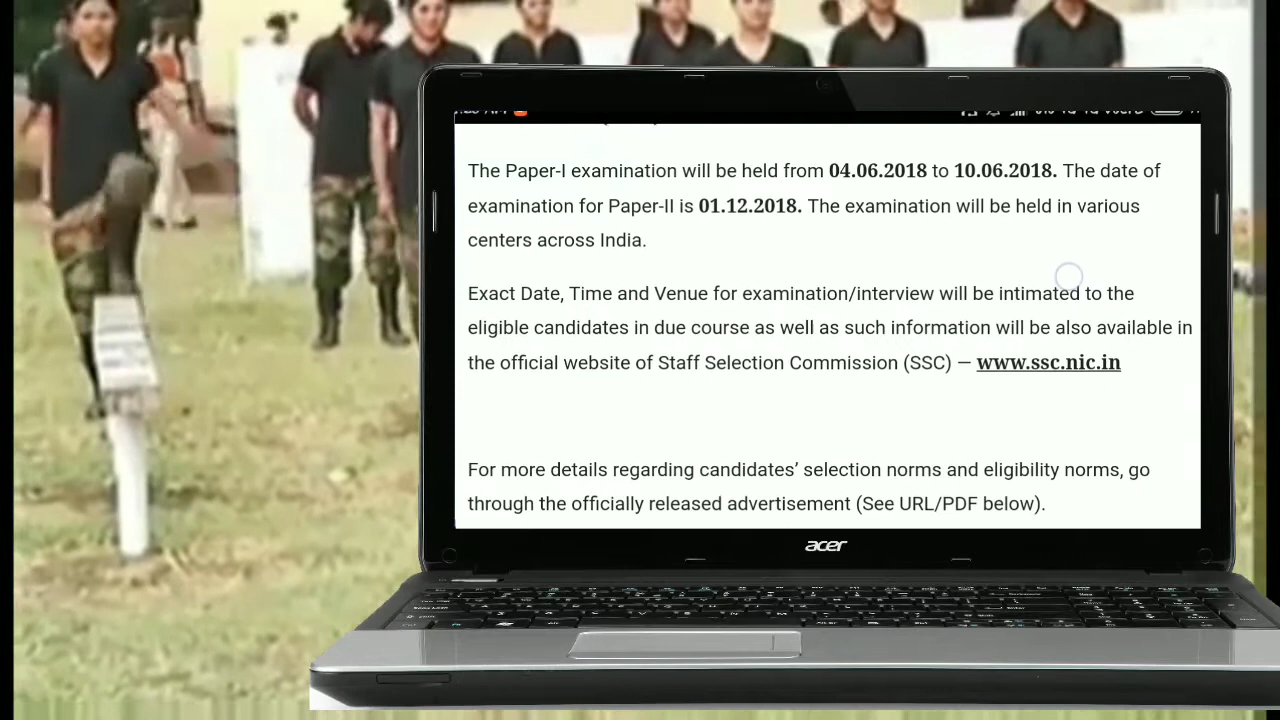 The Paper-I examination will be held from 04.06.2018 to 10.06.2018. The date of
examination for Paper-II is 01.12.2018. The examination will be held in various
centers across India.
Exact Date, Time and Venue for examination/interview will be intimated to the
eligible candidates in due course as well as such information will be also available in
the official website of Staff Selection Commission (SSC) — www.ssc.nic.in
For more details regarding candidates’ selection norms and eligibility norms, go
through the officially released advertisement (See URL/PDF below).
acer